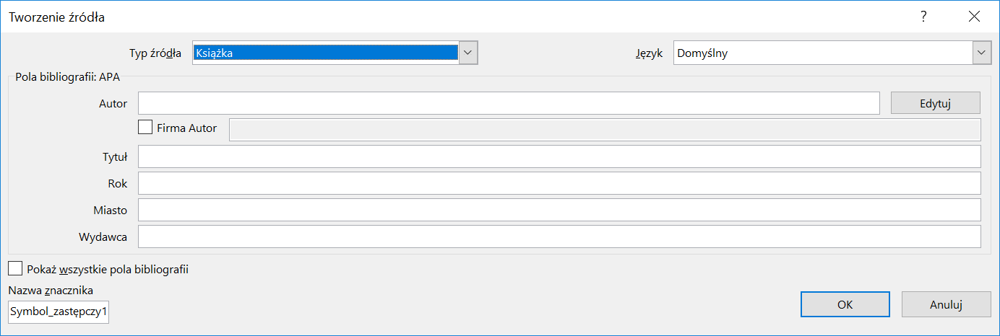 Tworzenie źródła ?
Typ źródła Książka Język Domyślny
Pola bibliografii: APA
Autor Edytuj
Firma Autor
Tytuł
Rok
Miasto
Wydawca
Pokaż wszystkie pola bibliografii
Nazwa znacznika
Symbol_zastępczy1 OK Anuluj